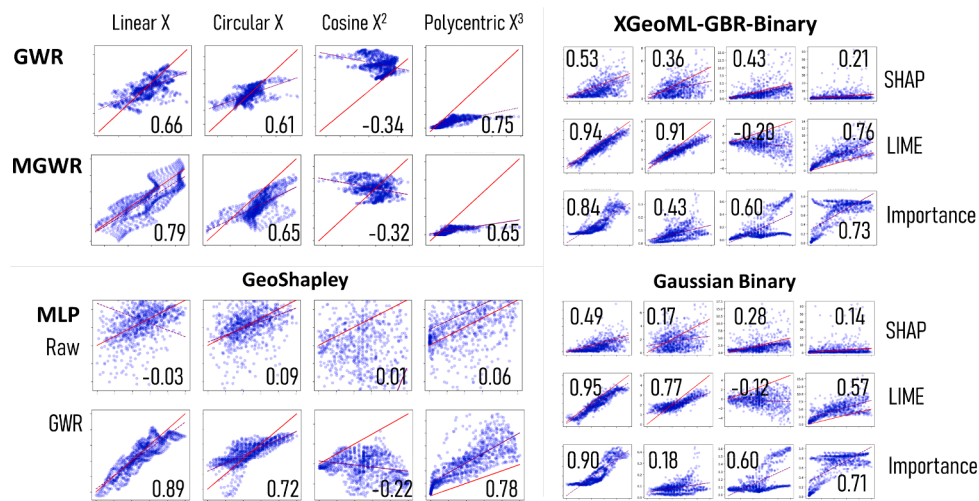 Linear X Circular X Cosine X² Polycentric X³
GWR
0.66 0.61 -0.34 0.75
MGWR
0.79 0.65 -0.32 0.65
GeoShapley
MLP
Raw
-0.03 0.09 0.01 0.06
GWR
0.89 0.72 -0.22 0.78
XGeoML-GBR-Binary
0.53 0.36 0.43 0.21 SHAP
0.94 0.91 -0.20 0.76 LIME
0.84 0.43 0.60 0.73 Importance
Gaussian Binary
0.49 0.17 0.28 0.14 SHAP
0.95 0.77 -0.12 0.57 LIME
0.90 0.18 0.60 0.71 Importance